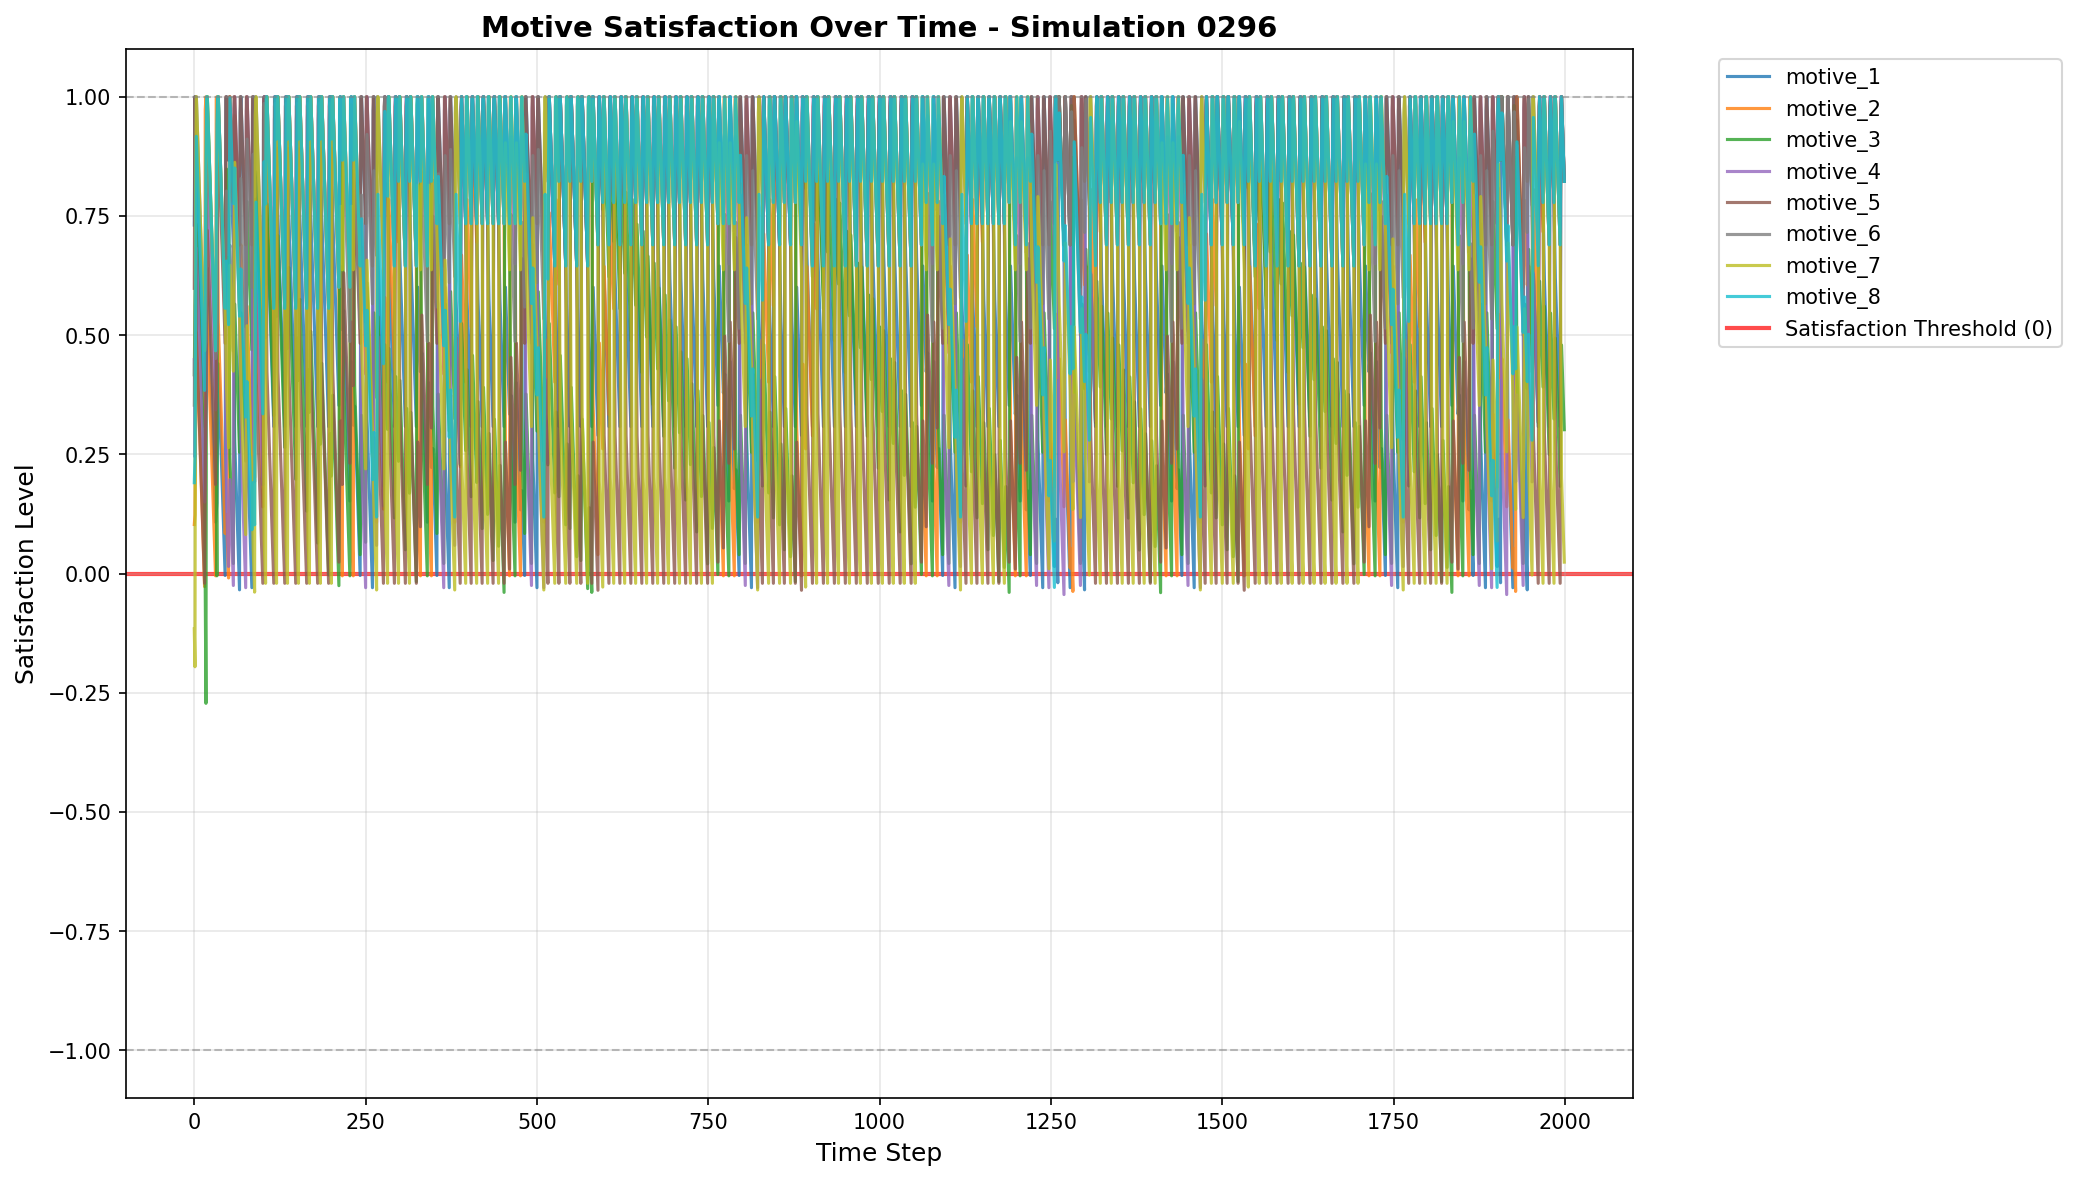 Motive Satisfaction Over Time - Simulation 0296
Satisfaction Level
1.00
0.75
0.50
0.25
0.00
−0.25
−0.50
−0.75
−1.00
0
250
500
750
1000
1250
1500
1750
2000
Time Step
motive_1
motive_2
motive_3
motive_4
motive_5
motive_6
motive_7
motive_8
Satisfaction Threshold (0)